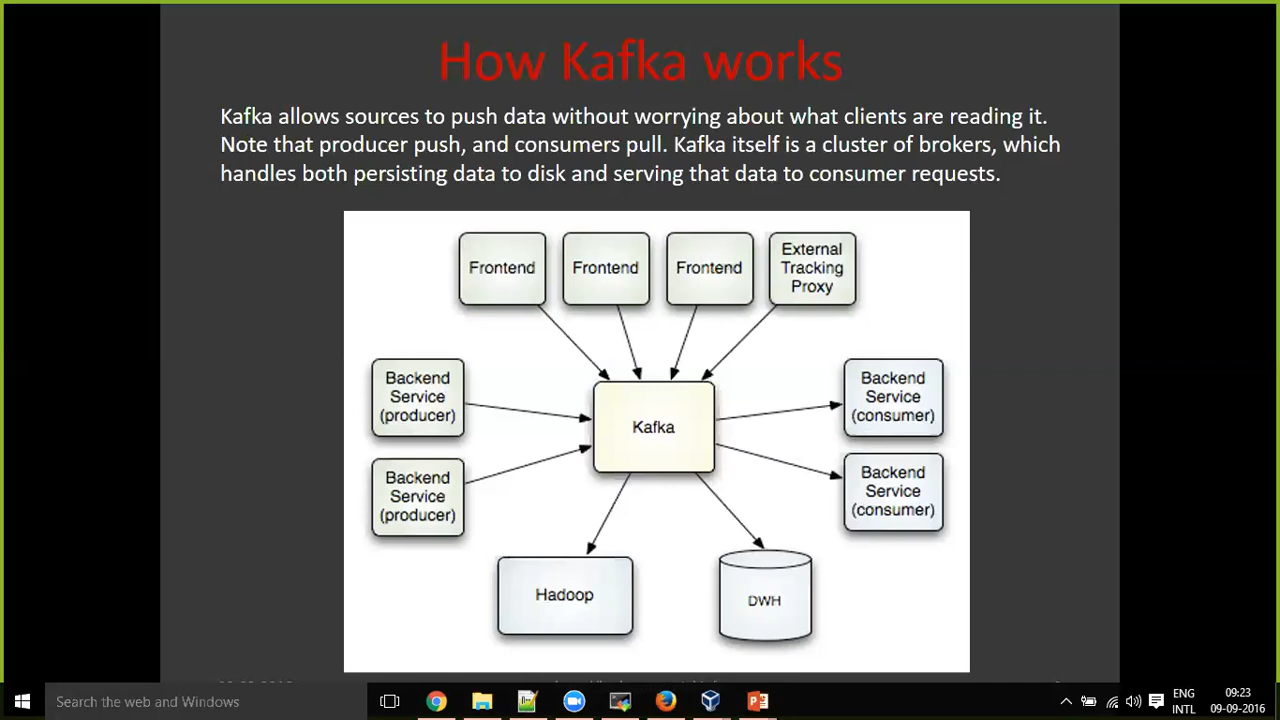 How Kafka works
Kafka allows sources to push data without worrying about what clients are reading it.
Note that producer push, and consumers pull. Kafka itself is a cluster of brokers, which
handles both persisting data to disk and serving that data to consumer requests.
Frontend
Frontend
Frontend
External
Tracking
Proxy
Backend
Service
(producer)
Kafka
Backend
Service
(consumer)
Backend
Service
(producer)
Backend
Service
(consumer)
Hadoop
DWH
Search the web and Windows
ENG
INTL
09:23
09-09-2016